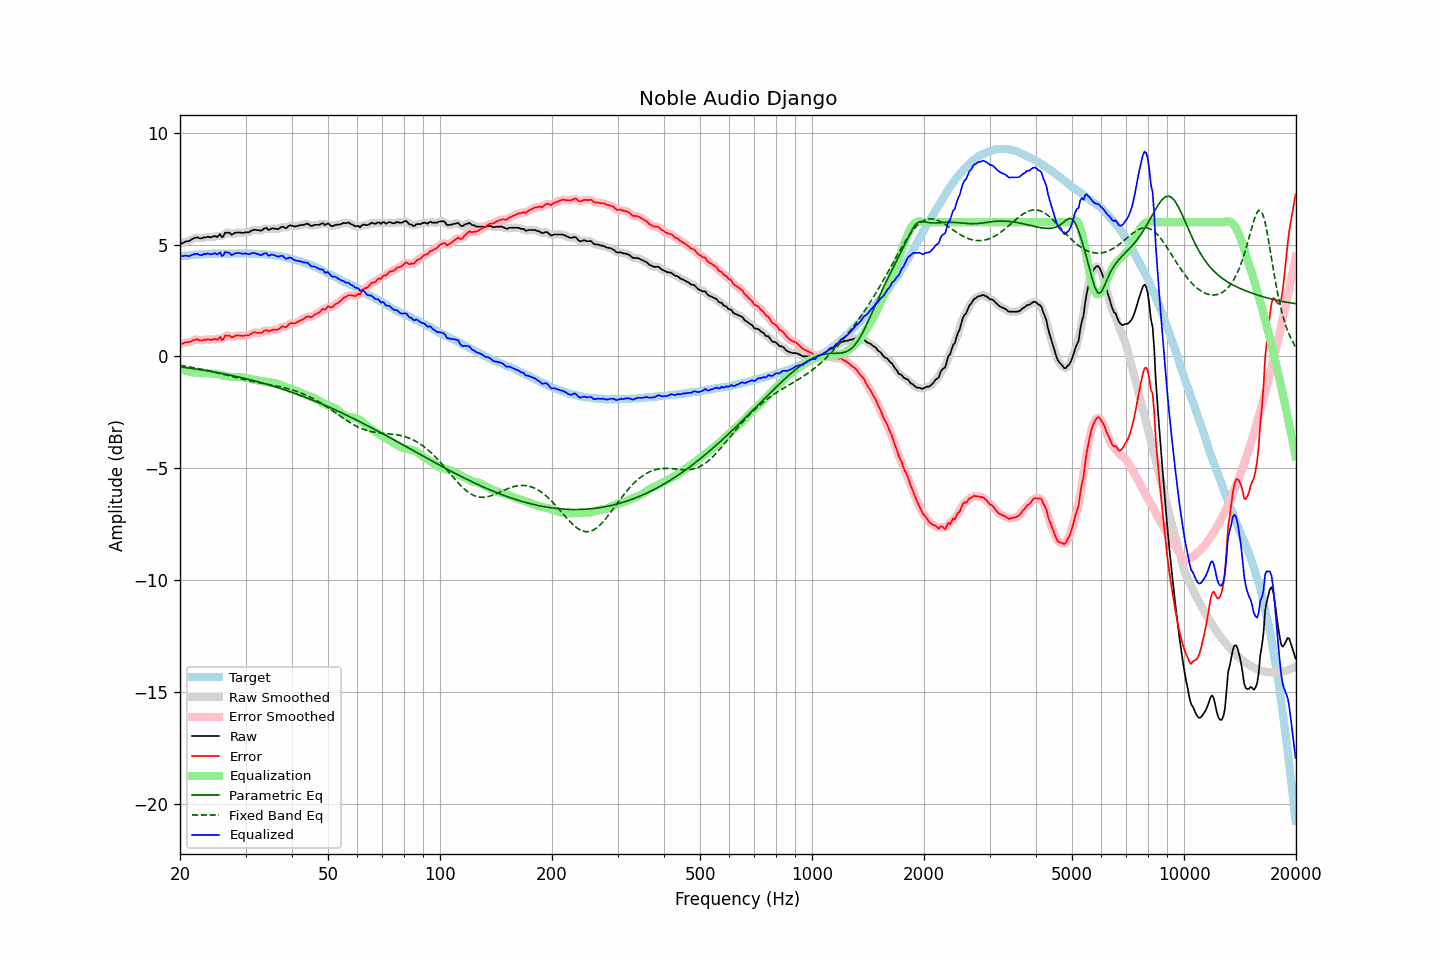 Noble Audio Django
Amplitude (dBr)
10
5
0
−5
−10
−15
−20
Target
Raw Smoothed
Error Smoothed
Raw
Error
Equalization
Parametric Eq
Fixed Band Eq
Equalized
20 50 100 200 500 1000 2000 5000 10000 20000
Frequency (Hz)